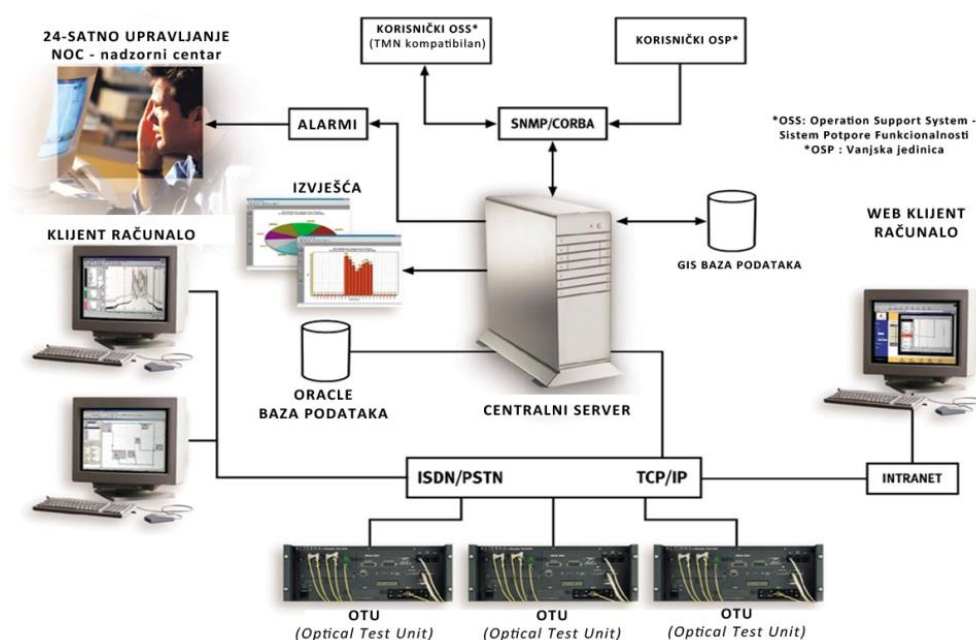 24-SATNO UPRAVLJANJE
NOC - nadzorni centar
KORISNIČKI OSS*
(TMN kompatibilan)
KORISNIČKI OSP*
ALARMI
SNMP/CORBA
*OSS: Operation Support System -
Sistem Potpore Funkcionalnosti
*OSP : Vanjska jedinica
IZVJEŠĆA
KLIJENT RAČUNALO
WEB KLIJENT
RAČUNALO
GIS BAZA PODATAKA
ORACLE
BAZA PODATAKA
CENTRALNI SERVER
ISDN/PSTN
TCP/IP
INTRANET
OTU
(Optical Test Unit)
OTU
(Optical Test Unit)
OTU
(Optical Test Unit)